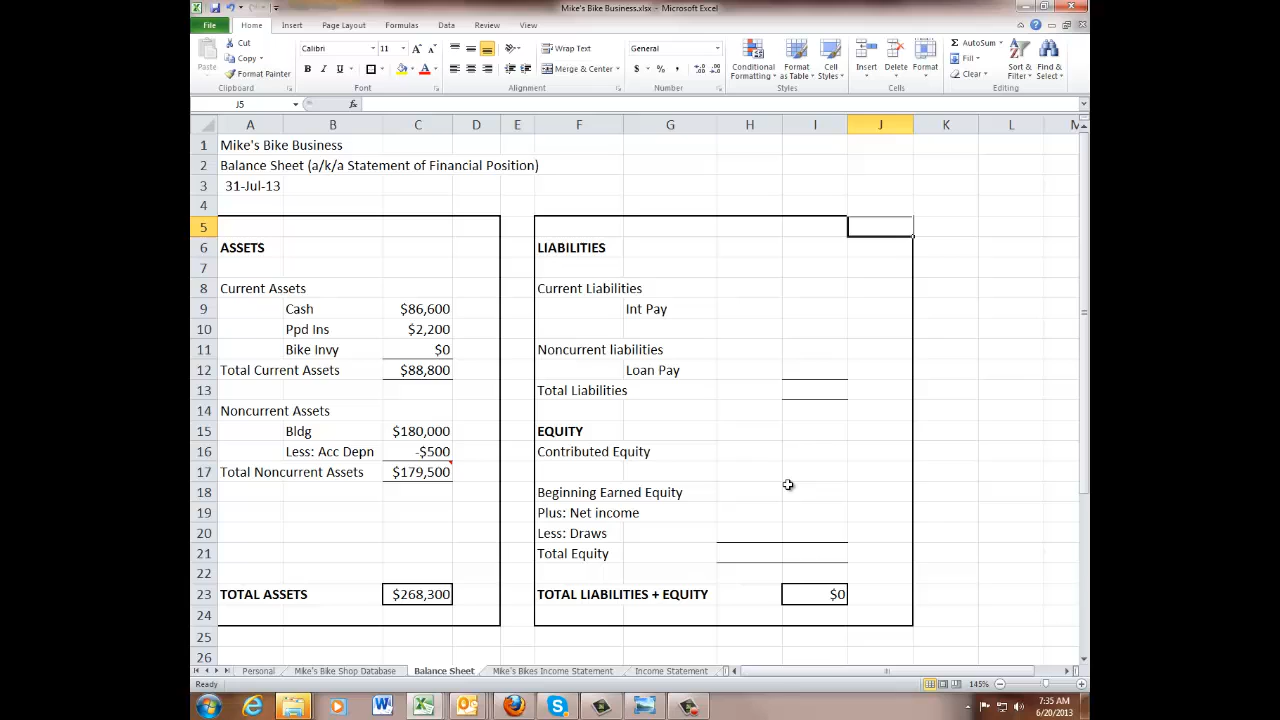 Mike's Bike Business.xlsx - Microsoft Excel
File Home Insert Page Layout Formulas Data Review View
Paste Cut Copy Format Painter Clipboard
Calibri 11 A A B I U A Font
Wrap Text Merge & Center Alignment
General $ % , Number
Conditional Formatting Format as Table Cell Styles Styles
Insert Delete Format Cells
AutoSum Fill Clear Sort & Filter Find & Select Editing
J5 fx
A B C D E F G H I J K L M
1 Mike's Bike Business
2 Balance Sheet (a/k/a Statement of Financial Position)
3 31-Jul-13
4
5
6 ASSETS LIABILITIES
7
8 Current Assets Current Liabilities
9 Cash $86,600 Int Pay
10 Ppd Ins $2,200
11 Bike Invy $0 Noncurrent liabilities
12 Total Current Assets $88,800 Loan Pay
13 Total Liabilities
14 Noncurrent Assets
15 Bldg $180,000 EQUITY
16 Less: Acc Depn -$500 Contributed Equity
17 Total Noncurrent Assets $179,500
18 Beginning Earned Equity
19 Plus: Net income
20 Less: Draws
21 Total Equity
22
23 TOTAL ASSETS $268,300 TOTAL LIABILITIES + EQUITY $0
24
25
26
Personal Mike's Bike Shop Database Balance Sheet Mike's Bikes Income Statement Income Statement
Ready 145%
7:35 AM
6/20/2013